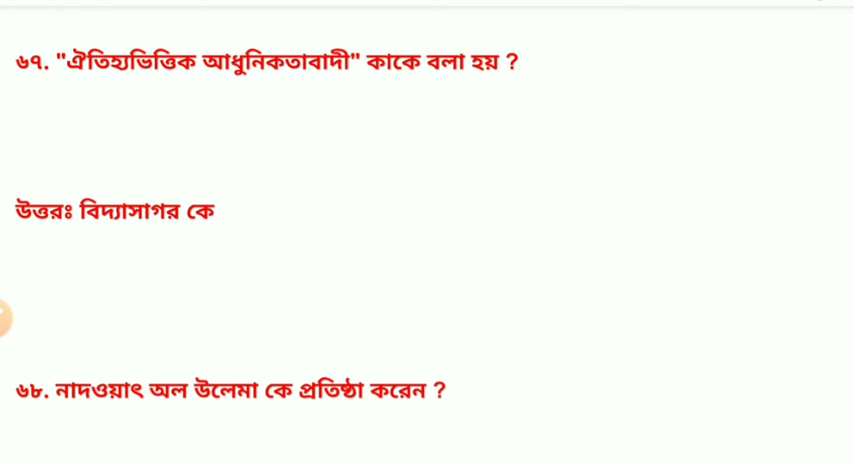 ৬৭. "ঐতিহ্যভিত্তিক আধুনিকতাবাদী" কাকে বলা হয় ?
উত্তরঃ বিদ্যাসাগর কে
৬৮. নাদওয়াৎ অল উলেমা কে প্রতিষ্ঠা করেন ?